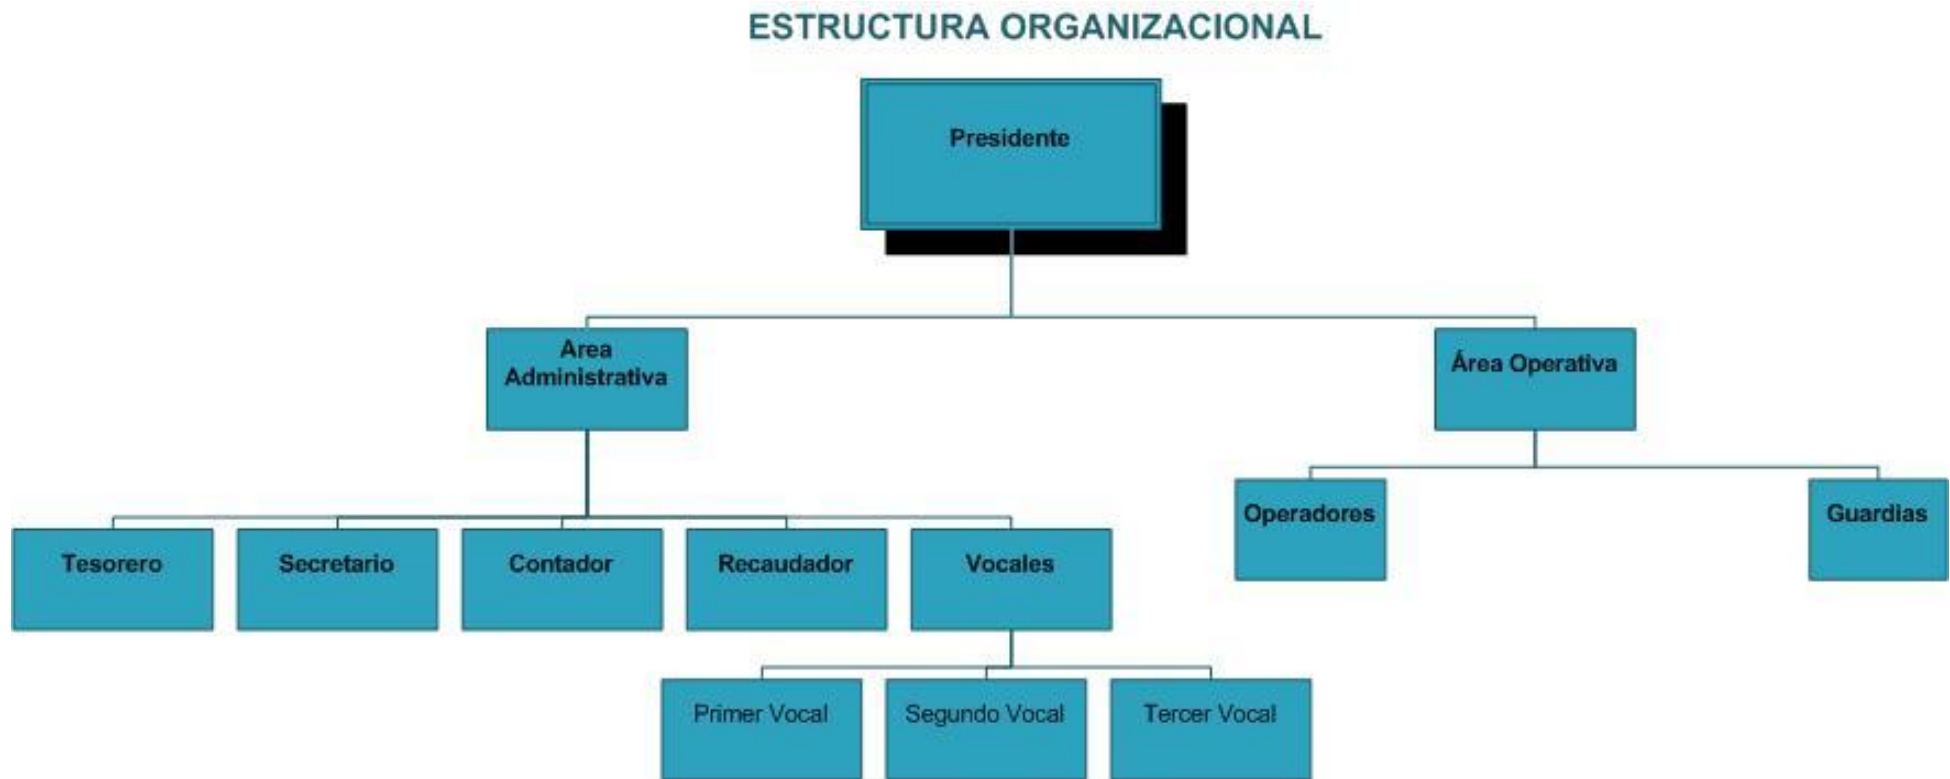 ESTRUCTURA ORGANIZACIONAL
Presidente
Area
Administrativa
Área Operativa
Operadores
Guardias
Tesorero
Secretario
Contador
Recaudador
Vocales
Primer Vocal
Segundo Vocal
Tercer Vocal